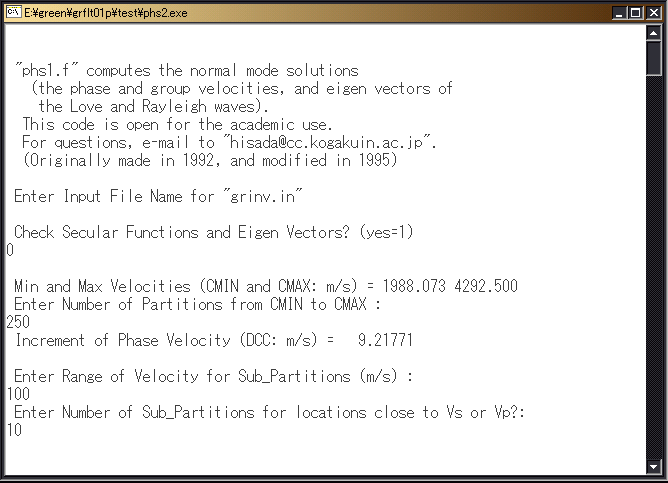 E:¥green¥grflt01p¥test¥phs2.exe
"phs1.f" computes the normal mode solutions
(the phase and group velocities, and eigen vectors of
the Love and Rayleigh waves).
This code is open for the academic use.
For questions, e-mail to "hisada@cc.kogakuin.ac.jp".
(Originally made in 1992, and modified in 1995)
Enter Input File Name for "grinv.in"
Check Secular Functions and Eigen Vectors? (yes=1)
0
Min and Max Velocities (CMIN and CMAX: m/s) = 1988.073 4292.500
Enter Number of Partitions from CMIN to CMAX :
250
Increment of Phase Velocity (DCC: m/s) =   9.21771
Enter Range of Velocity for Sub_Partitions (m/s) :
100
Enter Number of Sub_Partitions for locations close to Vs or Vp?:
10